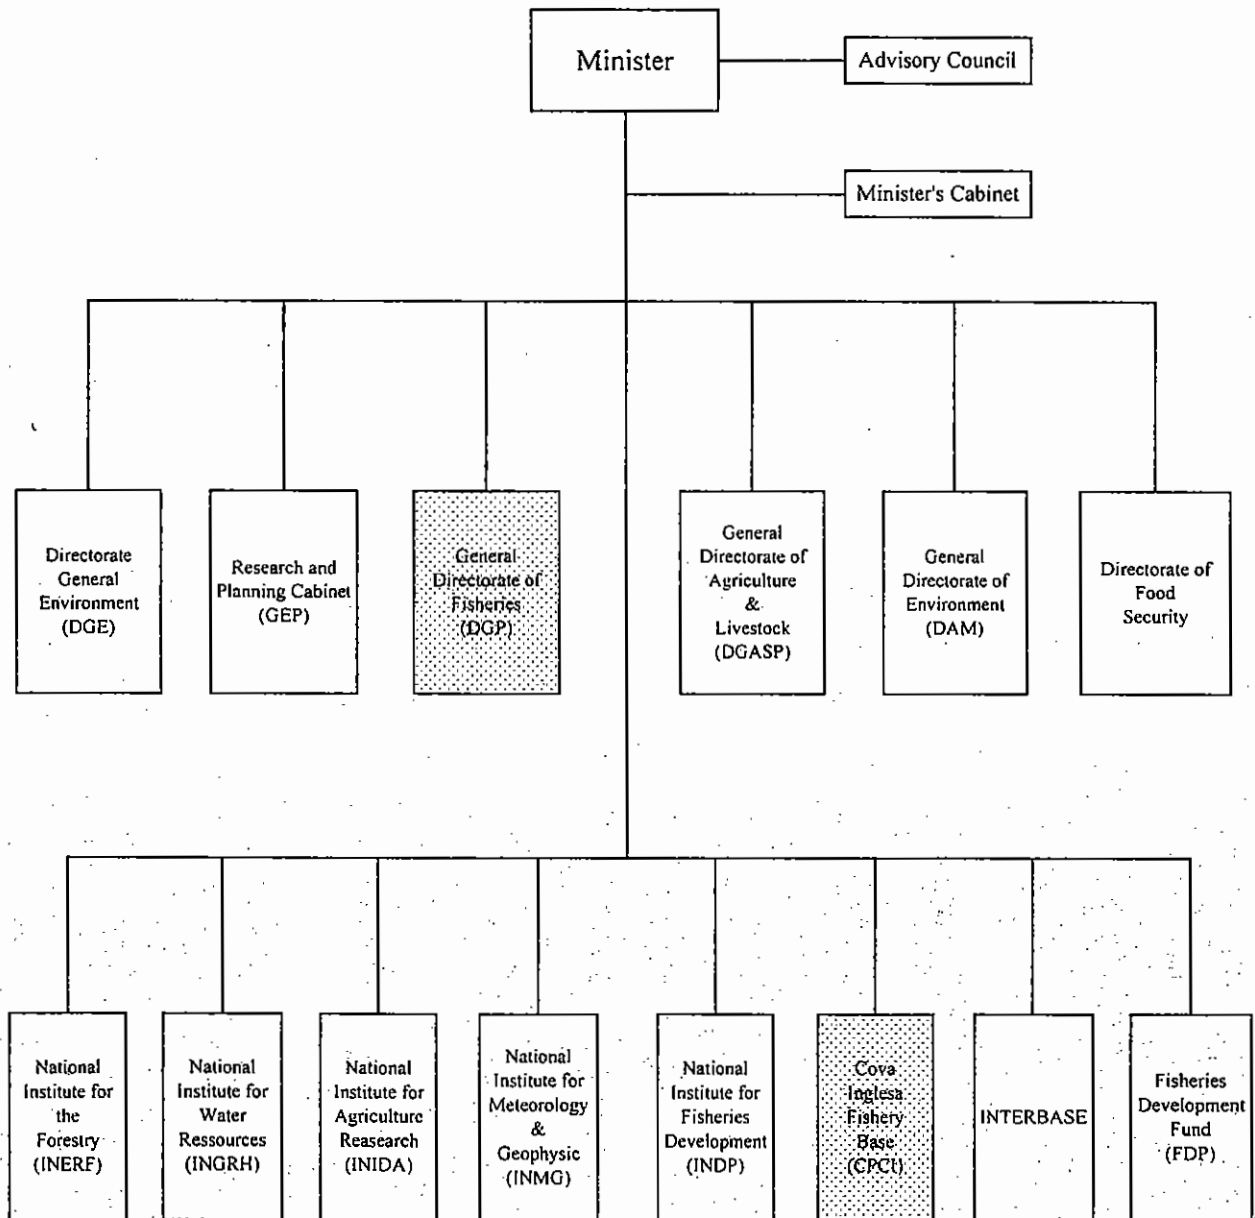 Minister
Advisory Council
Minister's Cabinet
Directorate
General
Environment
(DGE)
Research and
Planning Cabinet
(GEP)
General
Directorate of
Fisheries
(DGP)
General
Directorate of
Agriculture
&
Livestock
(DGASP)
General
Directorate of
Environment
(DAM)
Directorate of
Food
Security
National
Institute for
the
Forestry
(INERF)
National
Institute for
Water
Ressources
(INGRH)
National
Institute for
Agriculture
Reasearch
(INIDA)
National
Institute for
Meteorology
&
Geophysic
(INMG)
National
Institute for
Fisheries
Development
(INDP)
Cova
Inglesa
Fishery
Base
(CPCI)
INTERBASE
Fisheries
Development
Fund
(FDP)